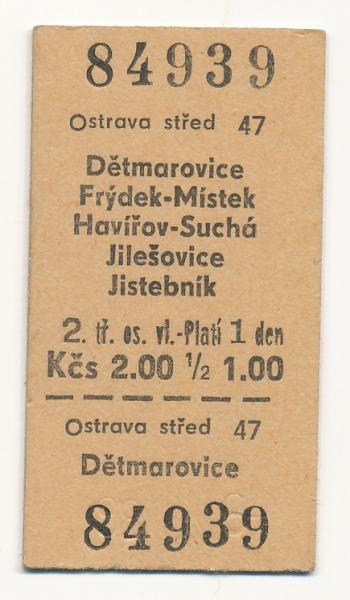 84939
Ostrava střed 47
Dětmarovice
Frýdek-Místek
Havířov-Suchá
Jilešovice
Jistebník
2. tř. os. vl.-Platí 1 den
Kčs 2.00 ½ 1.00
Ostrava střed 47
Dětmarovice
84939